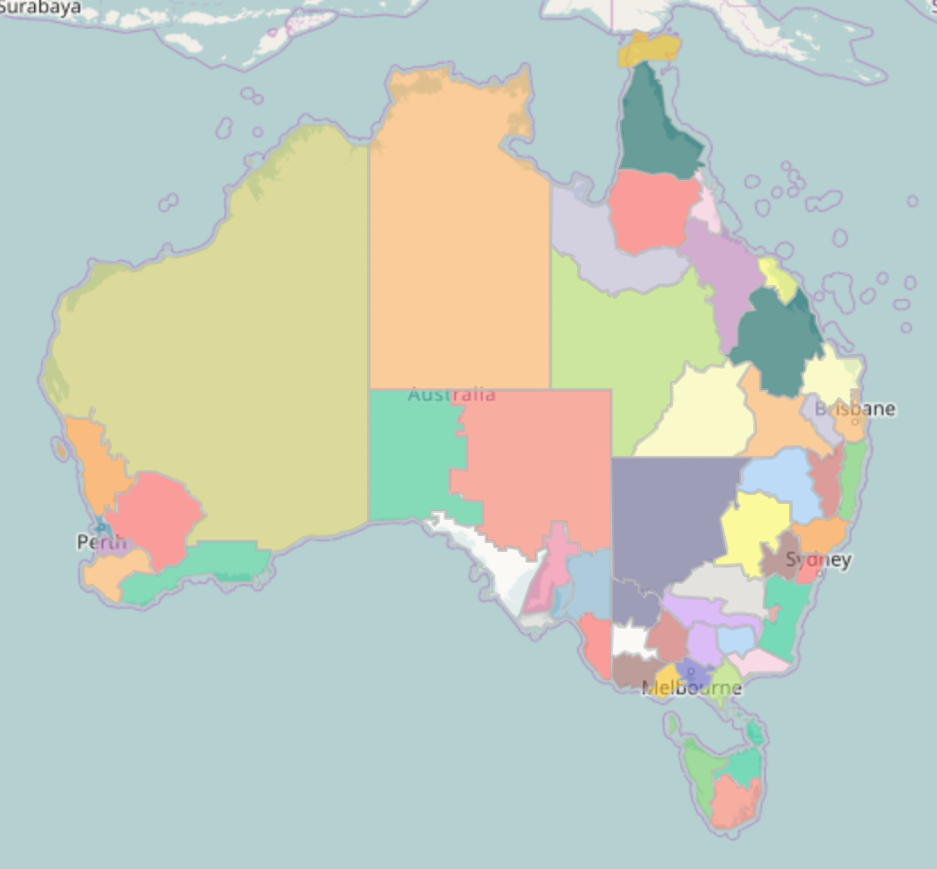 Surabaya
Australia
Brisbane
Perth
Sydney
Melbourne